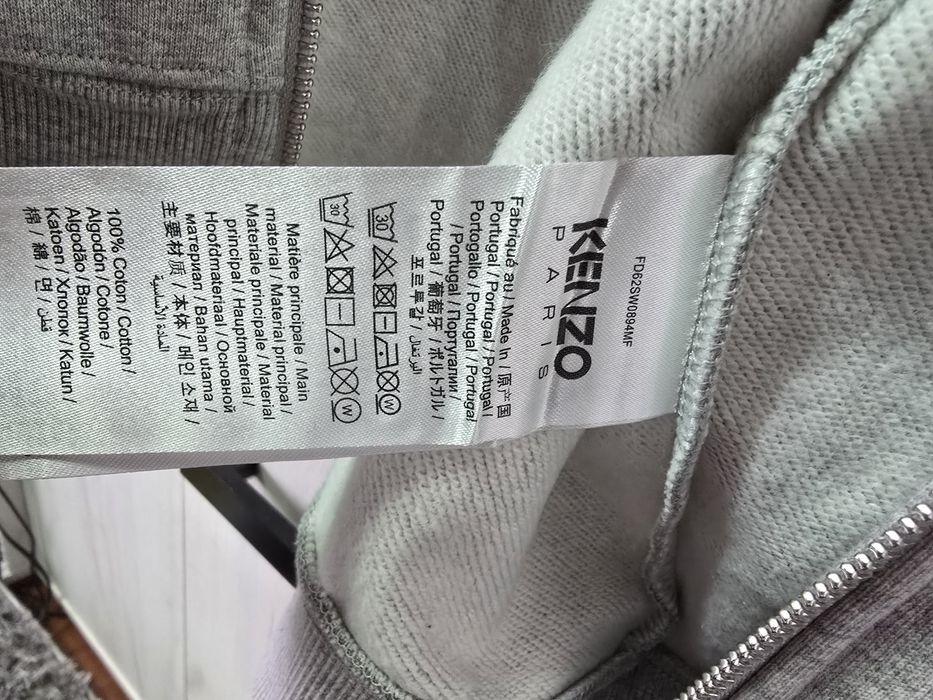 FD62SW0894MF
KENZO
PARIS
Fabriqué au / Made In / 原产国
Portugal / Portugal / Portugal /
Portogallo / Portugal / Portugal
/ Portugal / Португалии /
Portugal / 葡萄牙 / ポルトガル /
포르투갈 / البرتغال
30
W
30
W
Matière principale / Main
material / Material principal /
Materiale principale / Material
principal / Hauptmaterial /
Hoofdmateriaal / Основной
материал / Bahan utama /
主要材质 / 本体 / 메인 소재 /
المادة الأساسية
100% Coton / Cotton /
Algodón / Cotone /
Algodão / Baumwolle /
Katoen / Хлопок / Katun /
棉 / 綿 / 면 / قطن